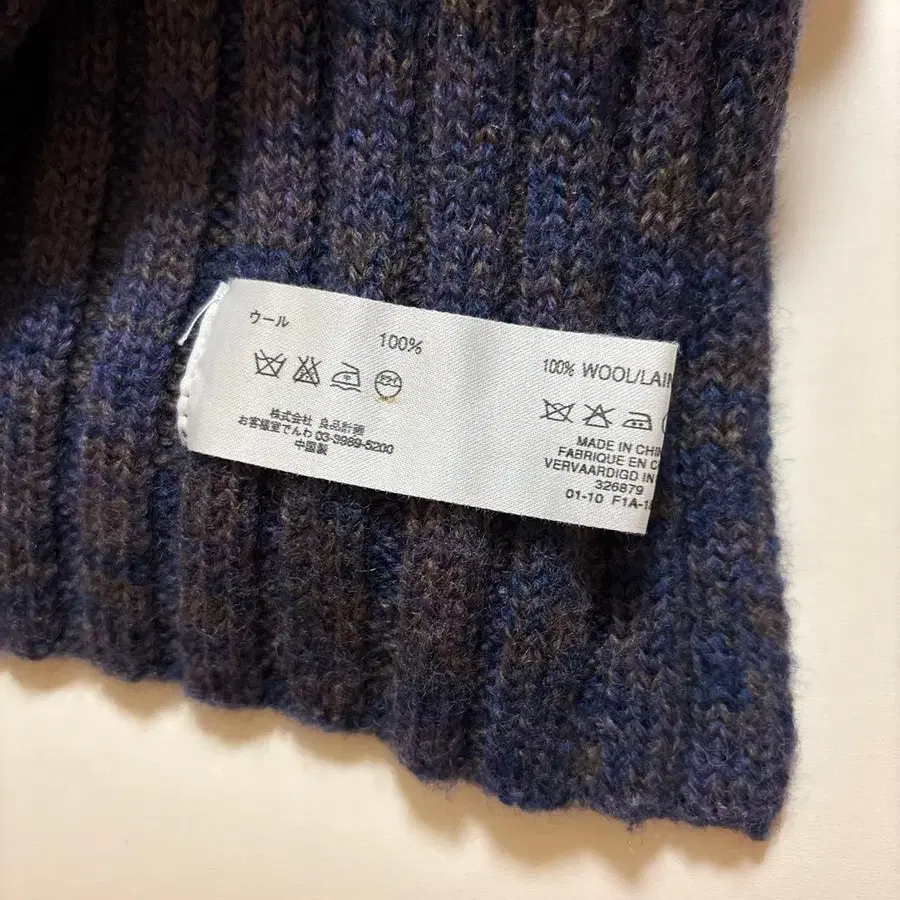 ウール
100%
株式会社 良品計画
お客様室でんわ 03-3989-5200
中国製
100% WOOL/LAIN
MADE IN CHIN
FABRIQUE EN C
VERVAARDIGD IN
326879
01-10 F1A-1